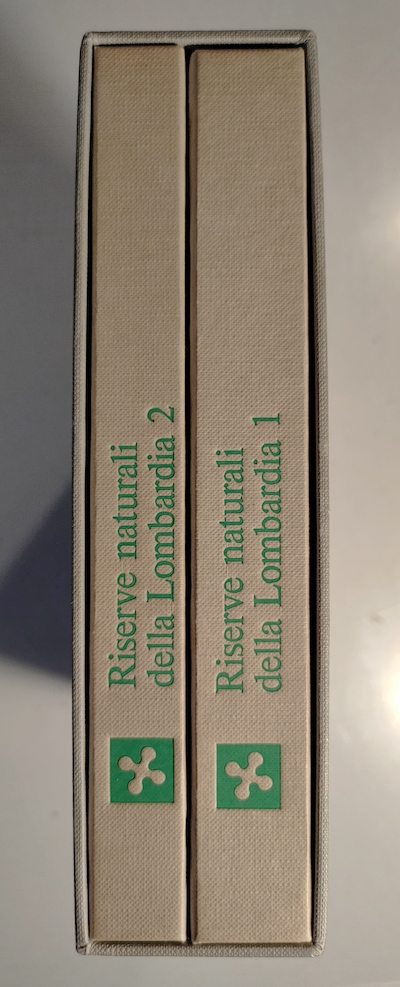 Riserve naturali
della Lombardia 2
Riserve naturali
della Lombardia 1